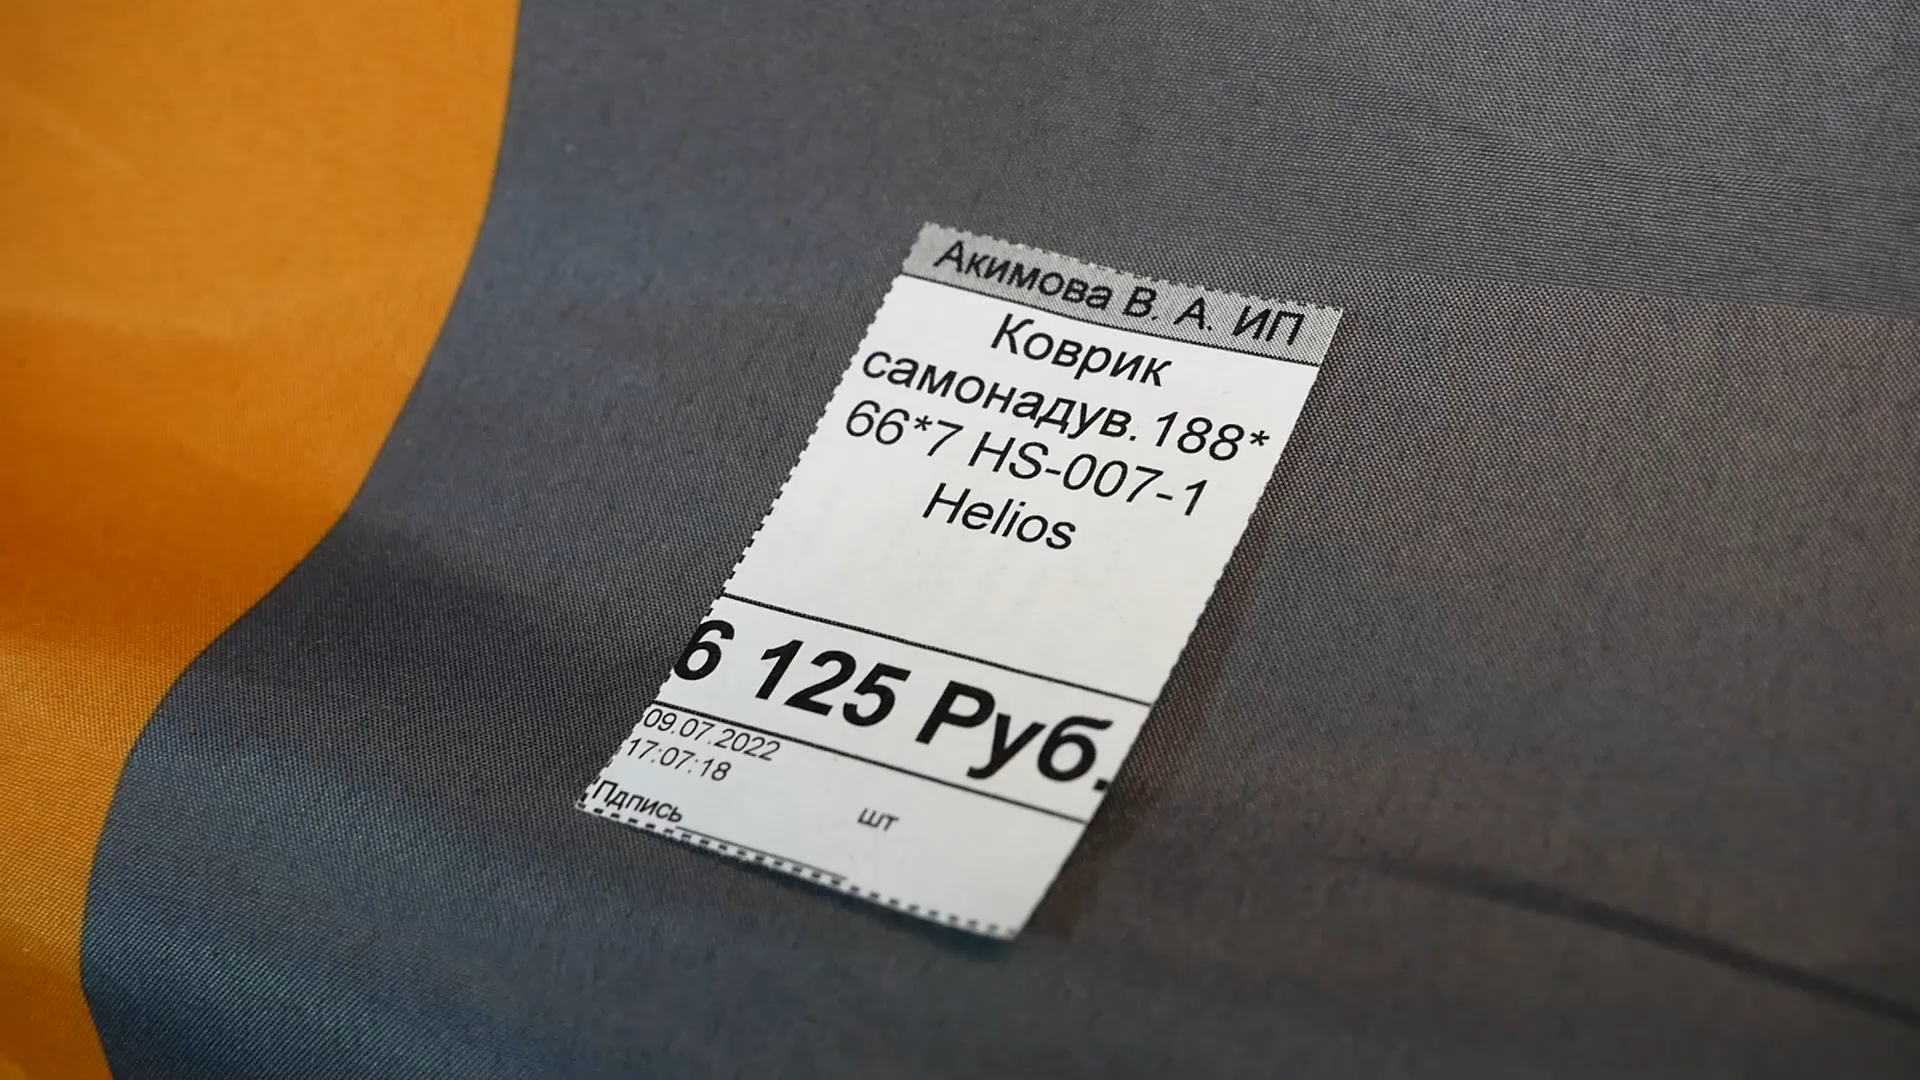 Акимова В. А. ИП
Коврик
самонадув. 188*
66*7 HS-007-1
Helios
6 125 Руб.
09.07.2022
17:07:18
Пдпись
шт